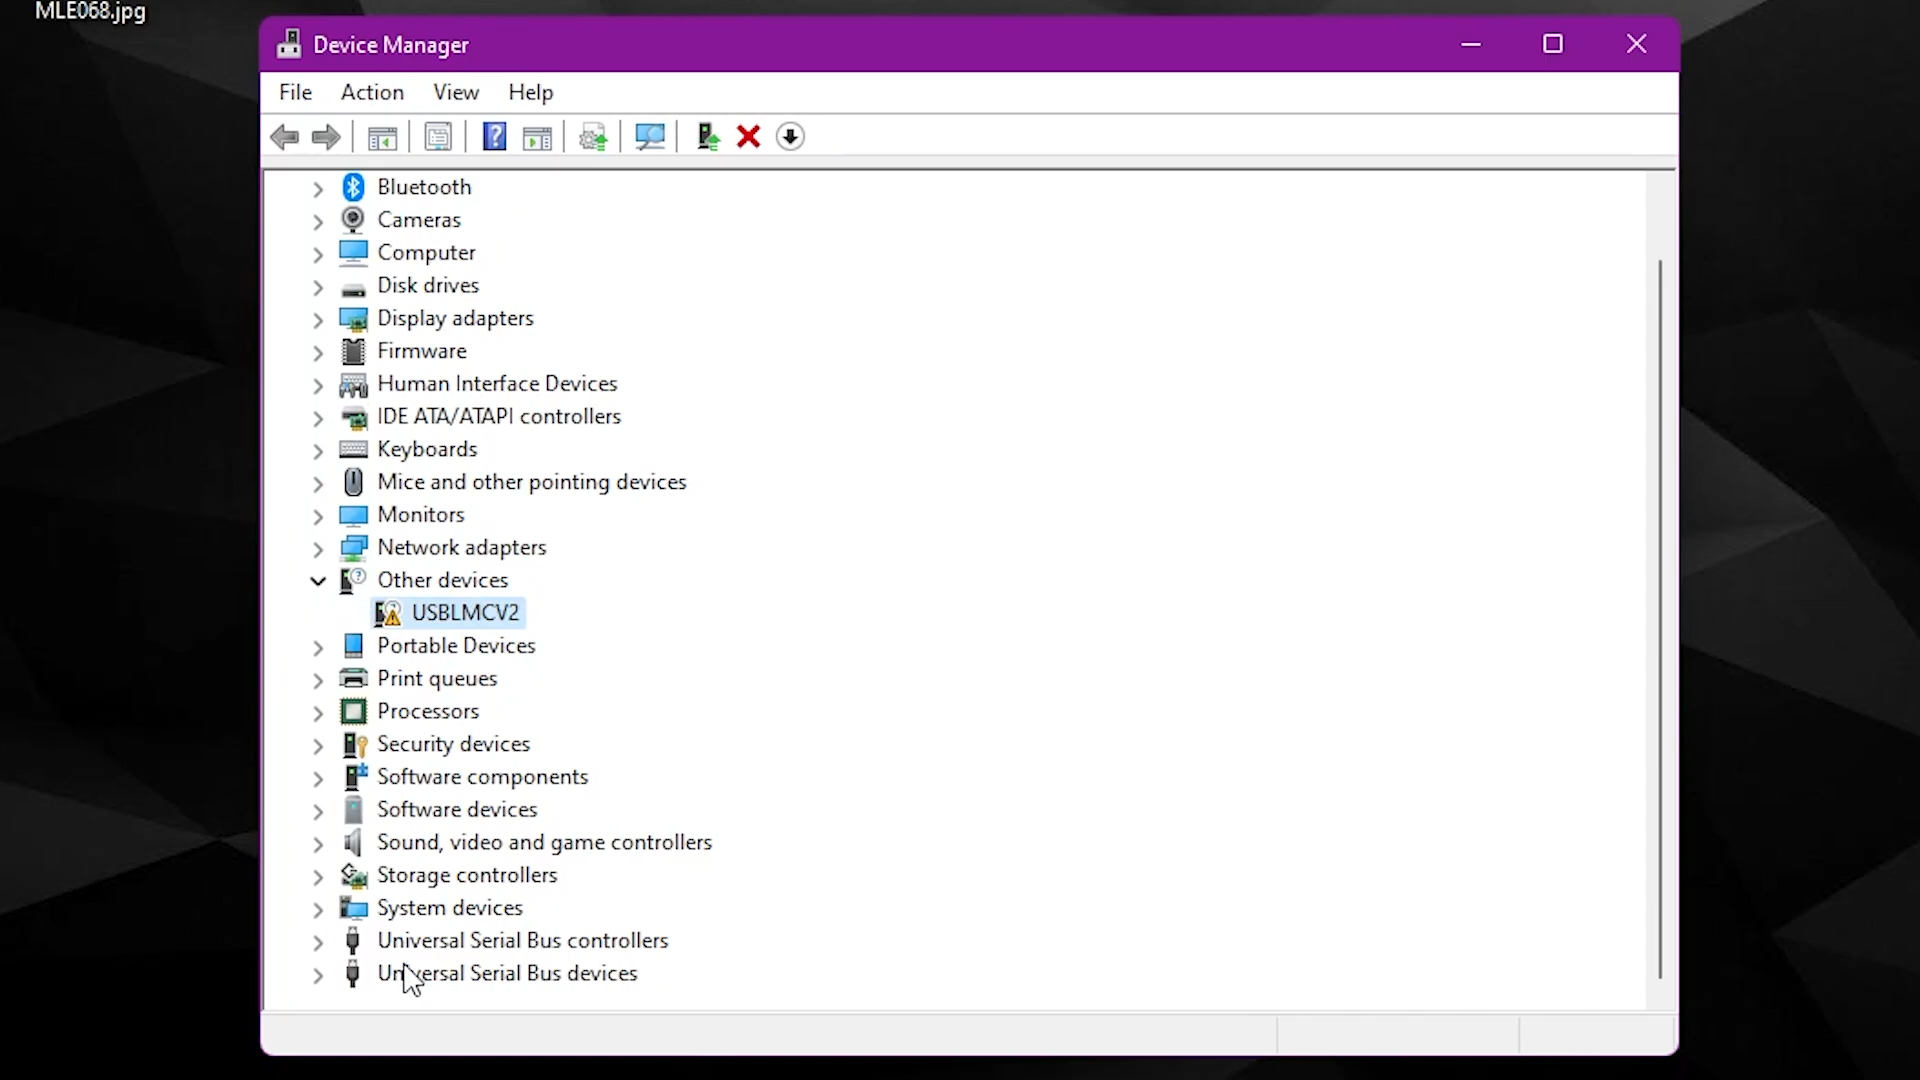 MLE068.jpg
Device Manager
File Action View Help
Bluetooth
Cameras
Computer
Disk drives
Display adapters
Firmware
Human Interface Devices
IDE ATA/ATAPI controllers
Keyboards
Mice and other pointing devices
Monitors
Network adapters
Other devices
USBLMCV2
Portable Devices
Print queues
Processors
Security devices
Software components
Software devices
Sound, video and game controllers
Storage controllers
System devices
Universal Serial Bus controllers
Universal Serial Bus devices